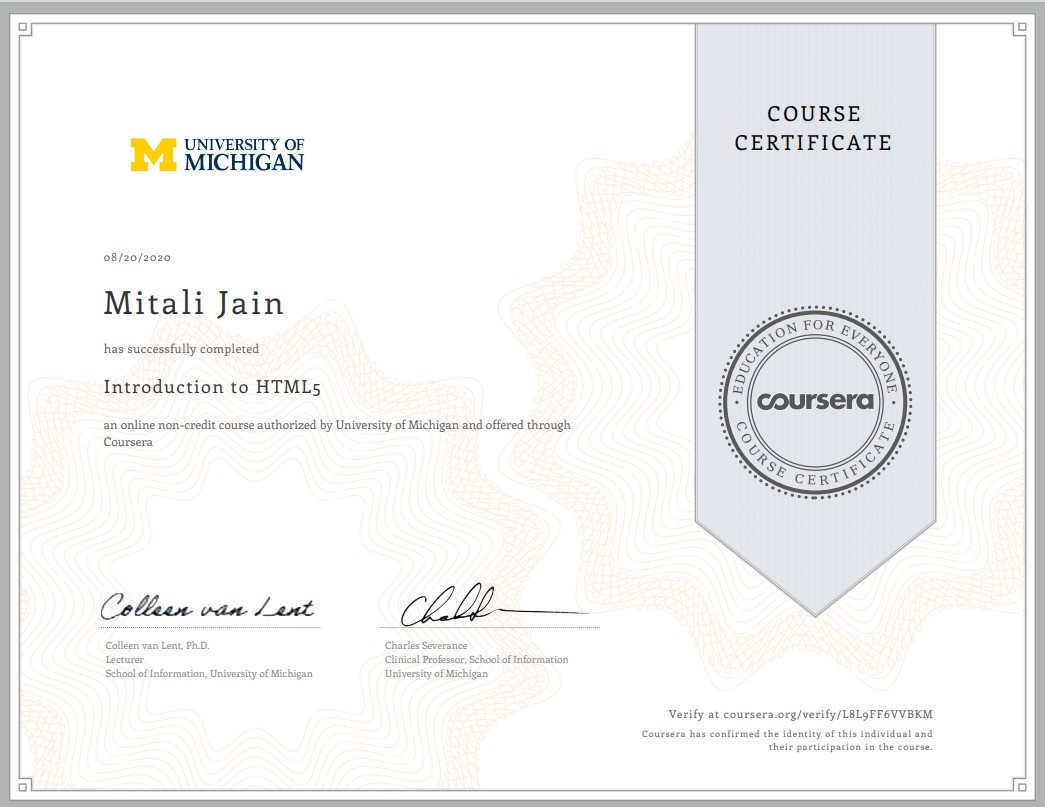 UNIVERSITY OF
MICHIGAN
COURSE
CERTIFICATE
08/20/2020
Mitali Jain
has successfully completed
Introduction to HTML5
an online non-credit course authorized by University of Michigan and offered through
Coursera
EDUCATION FOR EVERYONE
coursera
COURSE CERTIFICATE
Colleen van Lent
Colleen van Lent, Ph.D.
Lecturer
School of Information, University of Michigan
Charles Severance
Clinical Professor, School of Information
University of Michigan
Verify at coursera.org/verify/L8L9FF6VVBKM
Coursera has confirmed the identity of this individual and
their participation in the course.